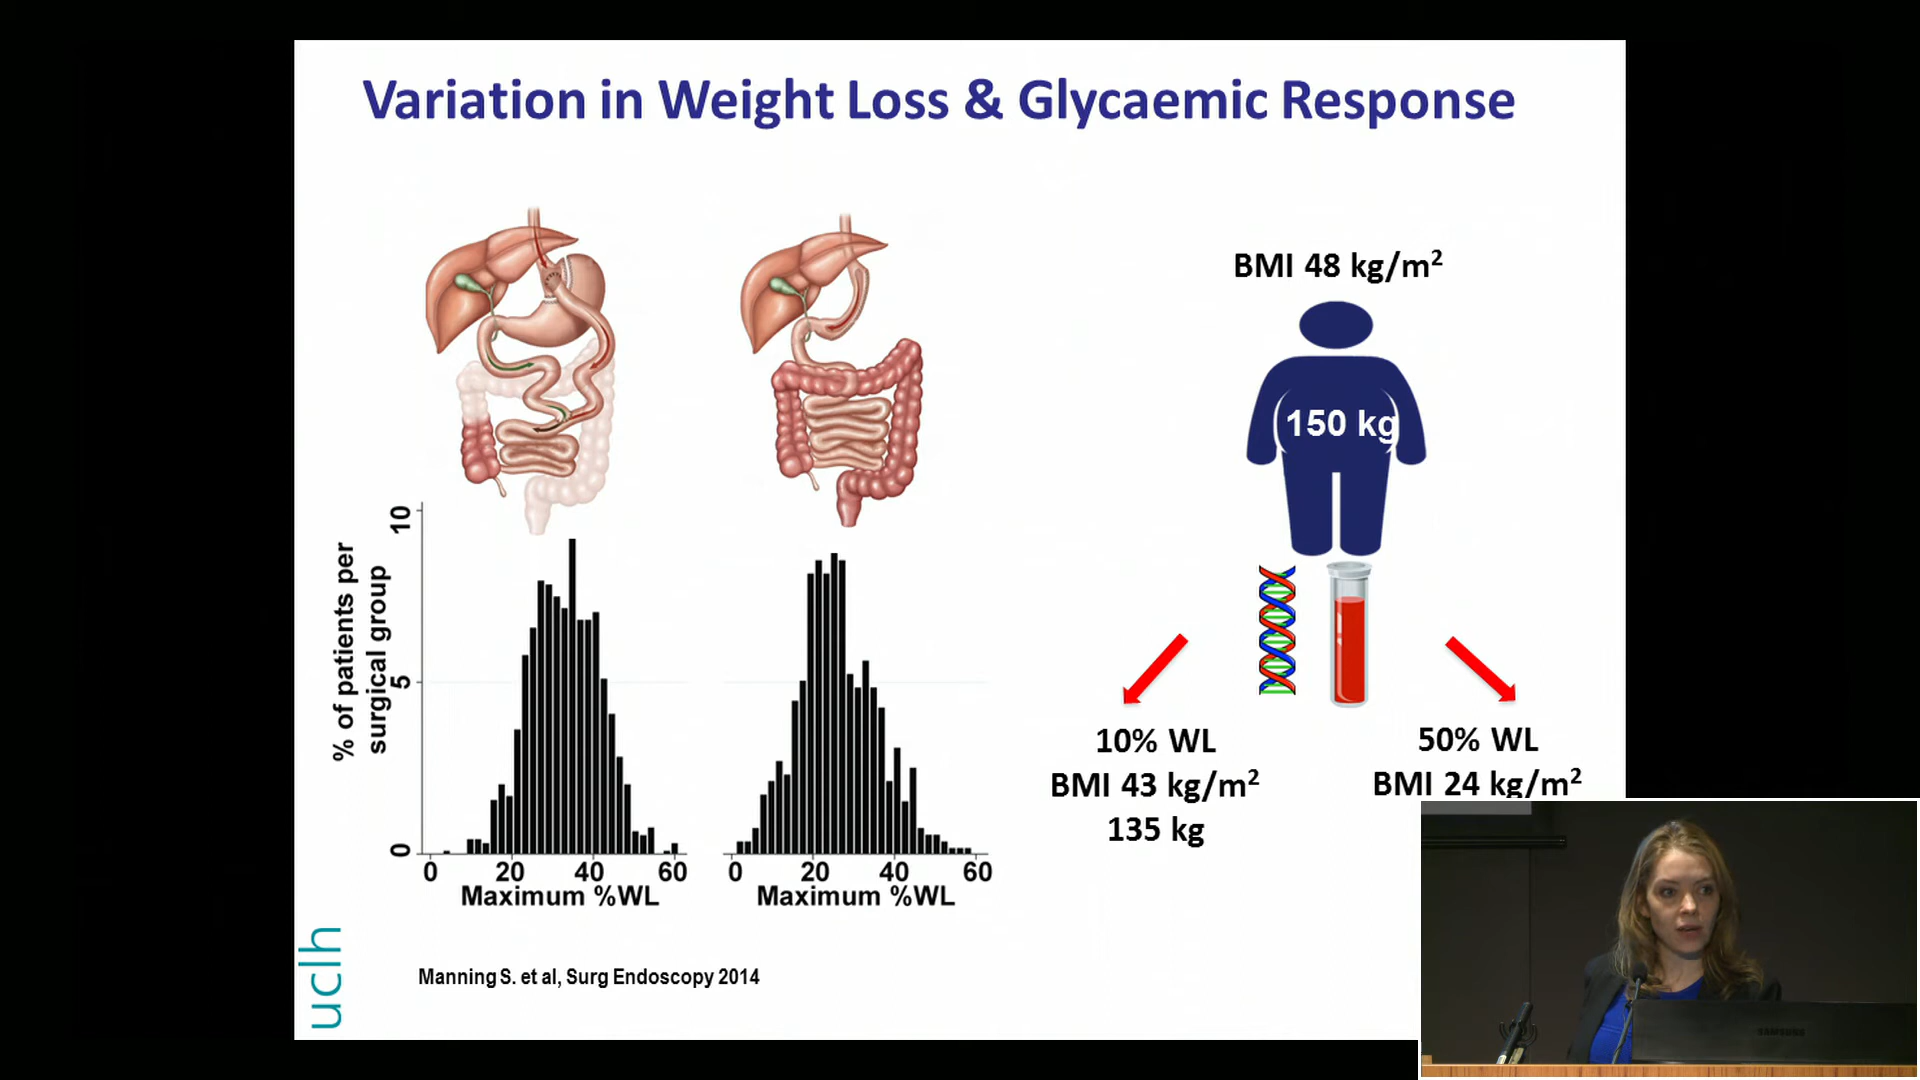 Variation in Weight Loss & Glycaemic Response
BMI 48 kg/m²
150 kg
% of patients per
surgical group
10
5
0
0 20 40 60
Maximum %WL
0 20 40 60
Maximum %WL
10% WL
BMI 43 kg/m²
135 kg
50% WL
BMI 24 kg/m²
uclh
Manning S. et al, Surg Endoscopy 2014
SAMSUNG